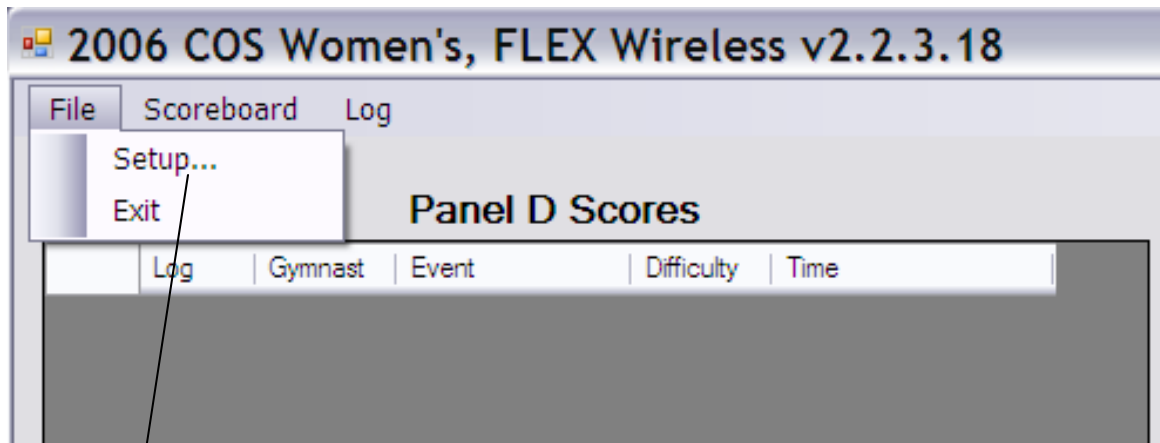 2006 COS Women's, FLEX Wireless v2.2.3.18
File Scoreboard Log
Setup...
Exit
Panel D Scores
Log Gymnast Event Difficulty Time